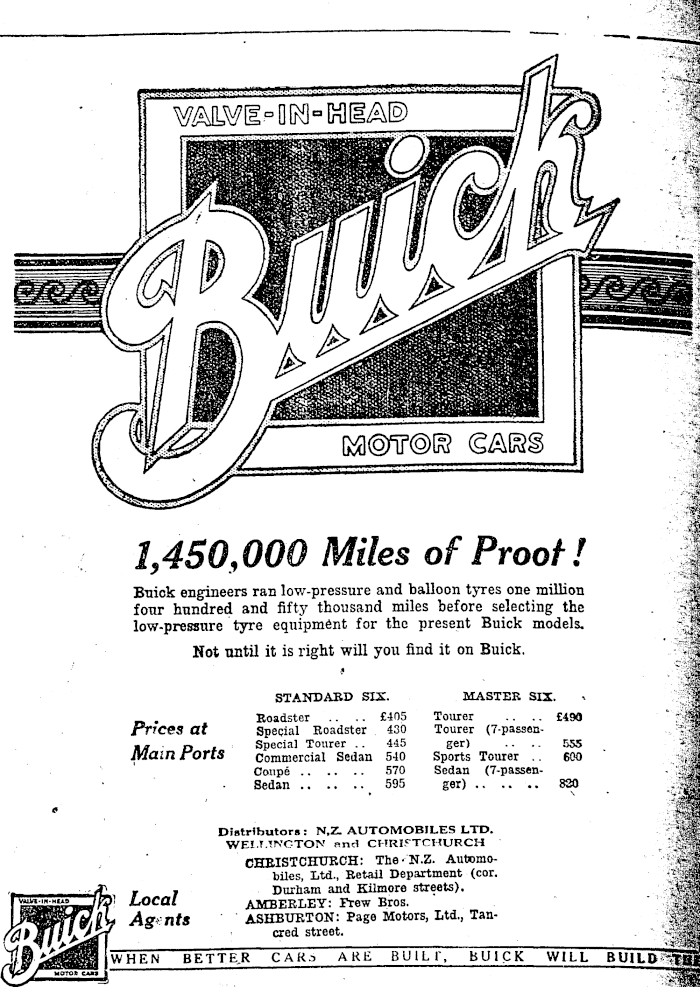 VALVE-IN-HEAD
Buick
MOTOR CARS
1,450,000 Miles of Proof!
Buick engineers ran low-pressure and balloon tyres one million
four hundred and fifty thousand miles before selecting the
low-pressure tyre equipment for the present Buick models.
Not until it is right will you find it on Buick.
Prices at
Main Ports
STANDARD SIX.
Roadster .. .. £405
Special Roadster 430
Special Tourer .. 445
Commercial Sedan 540
Coupé .. .. .. 570
Sedan .. .. .. 595
MASTER SIX.
Tourer .. .. £490
Tourer (7-passen-
ger) .. .. 555
Sports Tourer .. 600
Sedan (7-passen-
ger) .. .. .. 820
Distributors: N.Z. AUTOMOBILES LTD.
WELLINGTON and CHRISTCHURCH
Local
Agents
CHRISTCHURCH: The N.Z. Automo-
biles, Ltd., Retail Department (cor.
Durham and Kilmore streets).
AMBERLEY: Frew Bros.
ASHBURTON: Page Motors, Ltd., Tan-
cred street.
VALVE-IN-HEAD
Buick
MOTOR CARS
WHEN BETTER CARS ARE BUILT, BUICK WILL BUILD